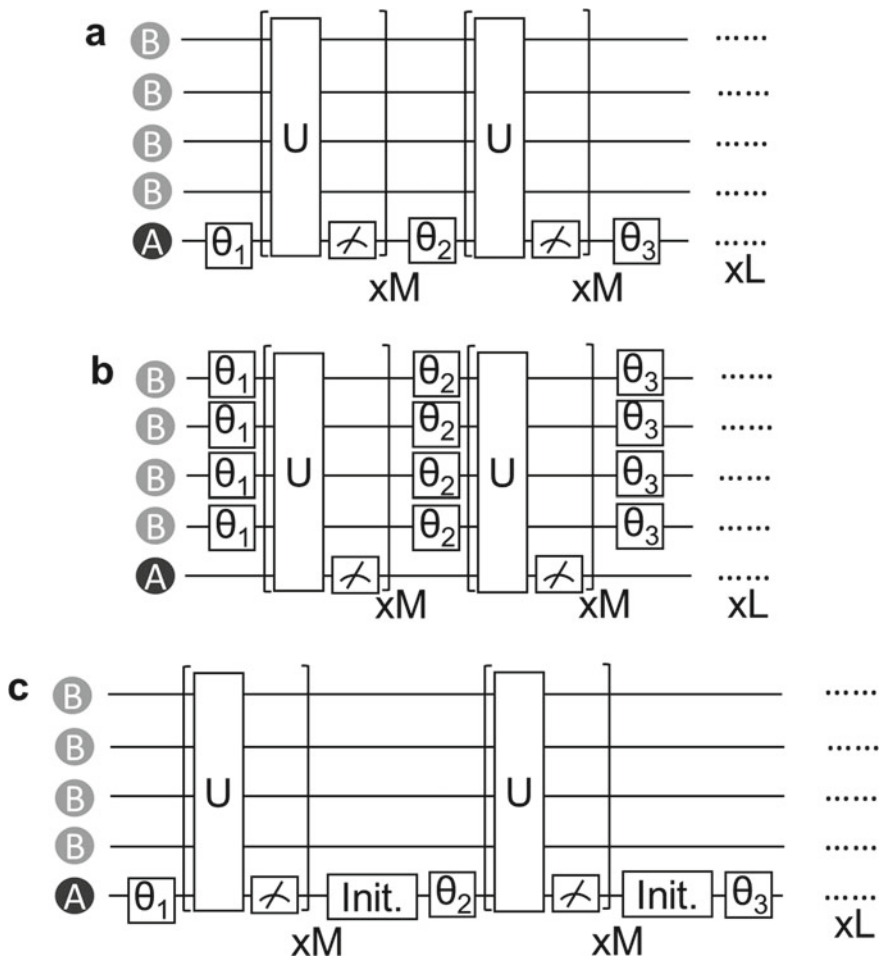 a
B ......
B ......
B U U ......
B ......
A θ1 θ2 θ3 ......
xM xM xL
b
B θ1 θ2 θ3 ......
B θ1 θ2 θ3 ......
B θ1 U θ2 U θ3 ......
B θ1 θ2 θ3 ......
A ......
xM xM xL
c
B ......
B ......
B U U ......
B ......
A θ1 Init. θ2 Init. θ3 ......
xM xM xL